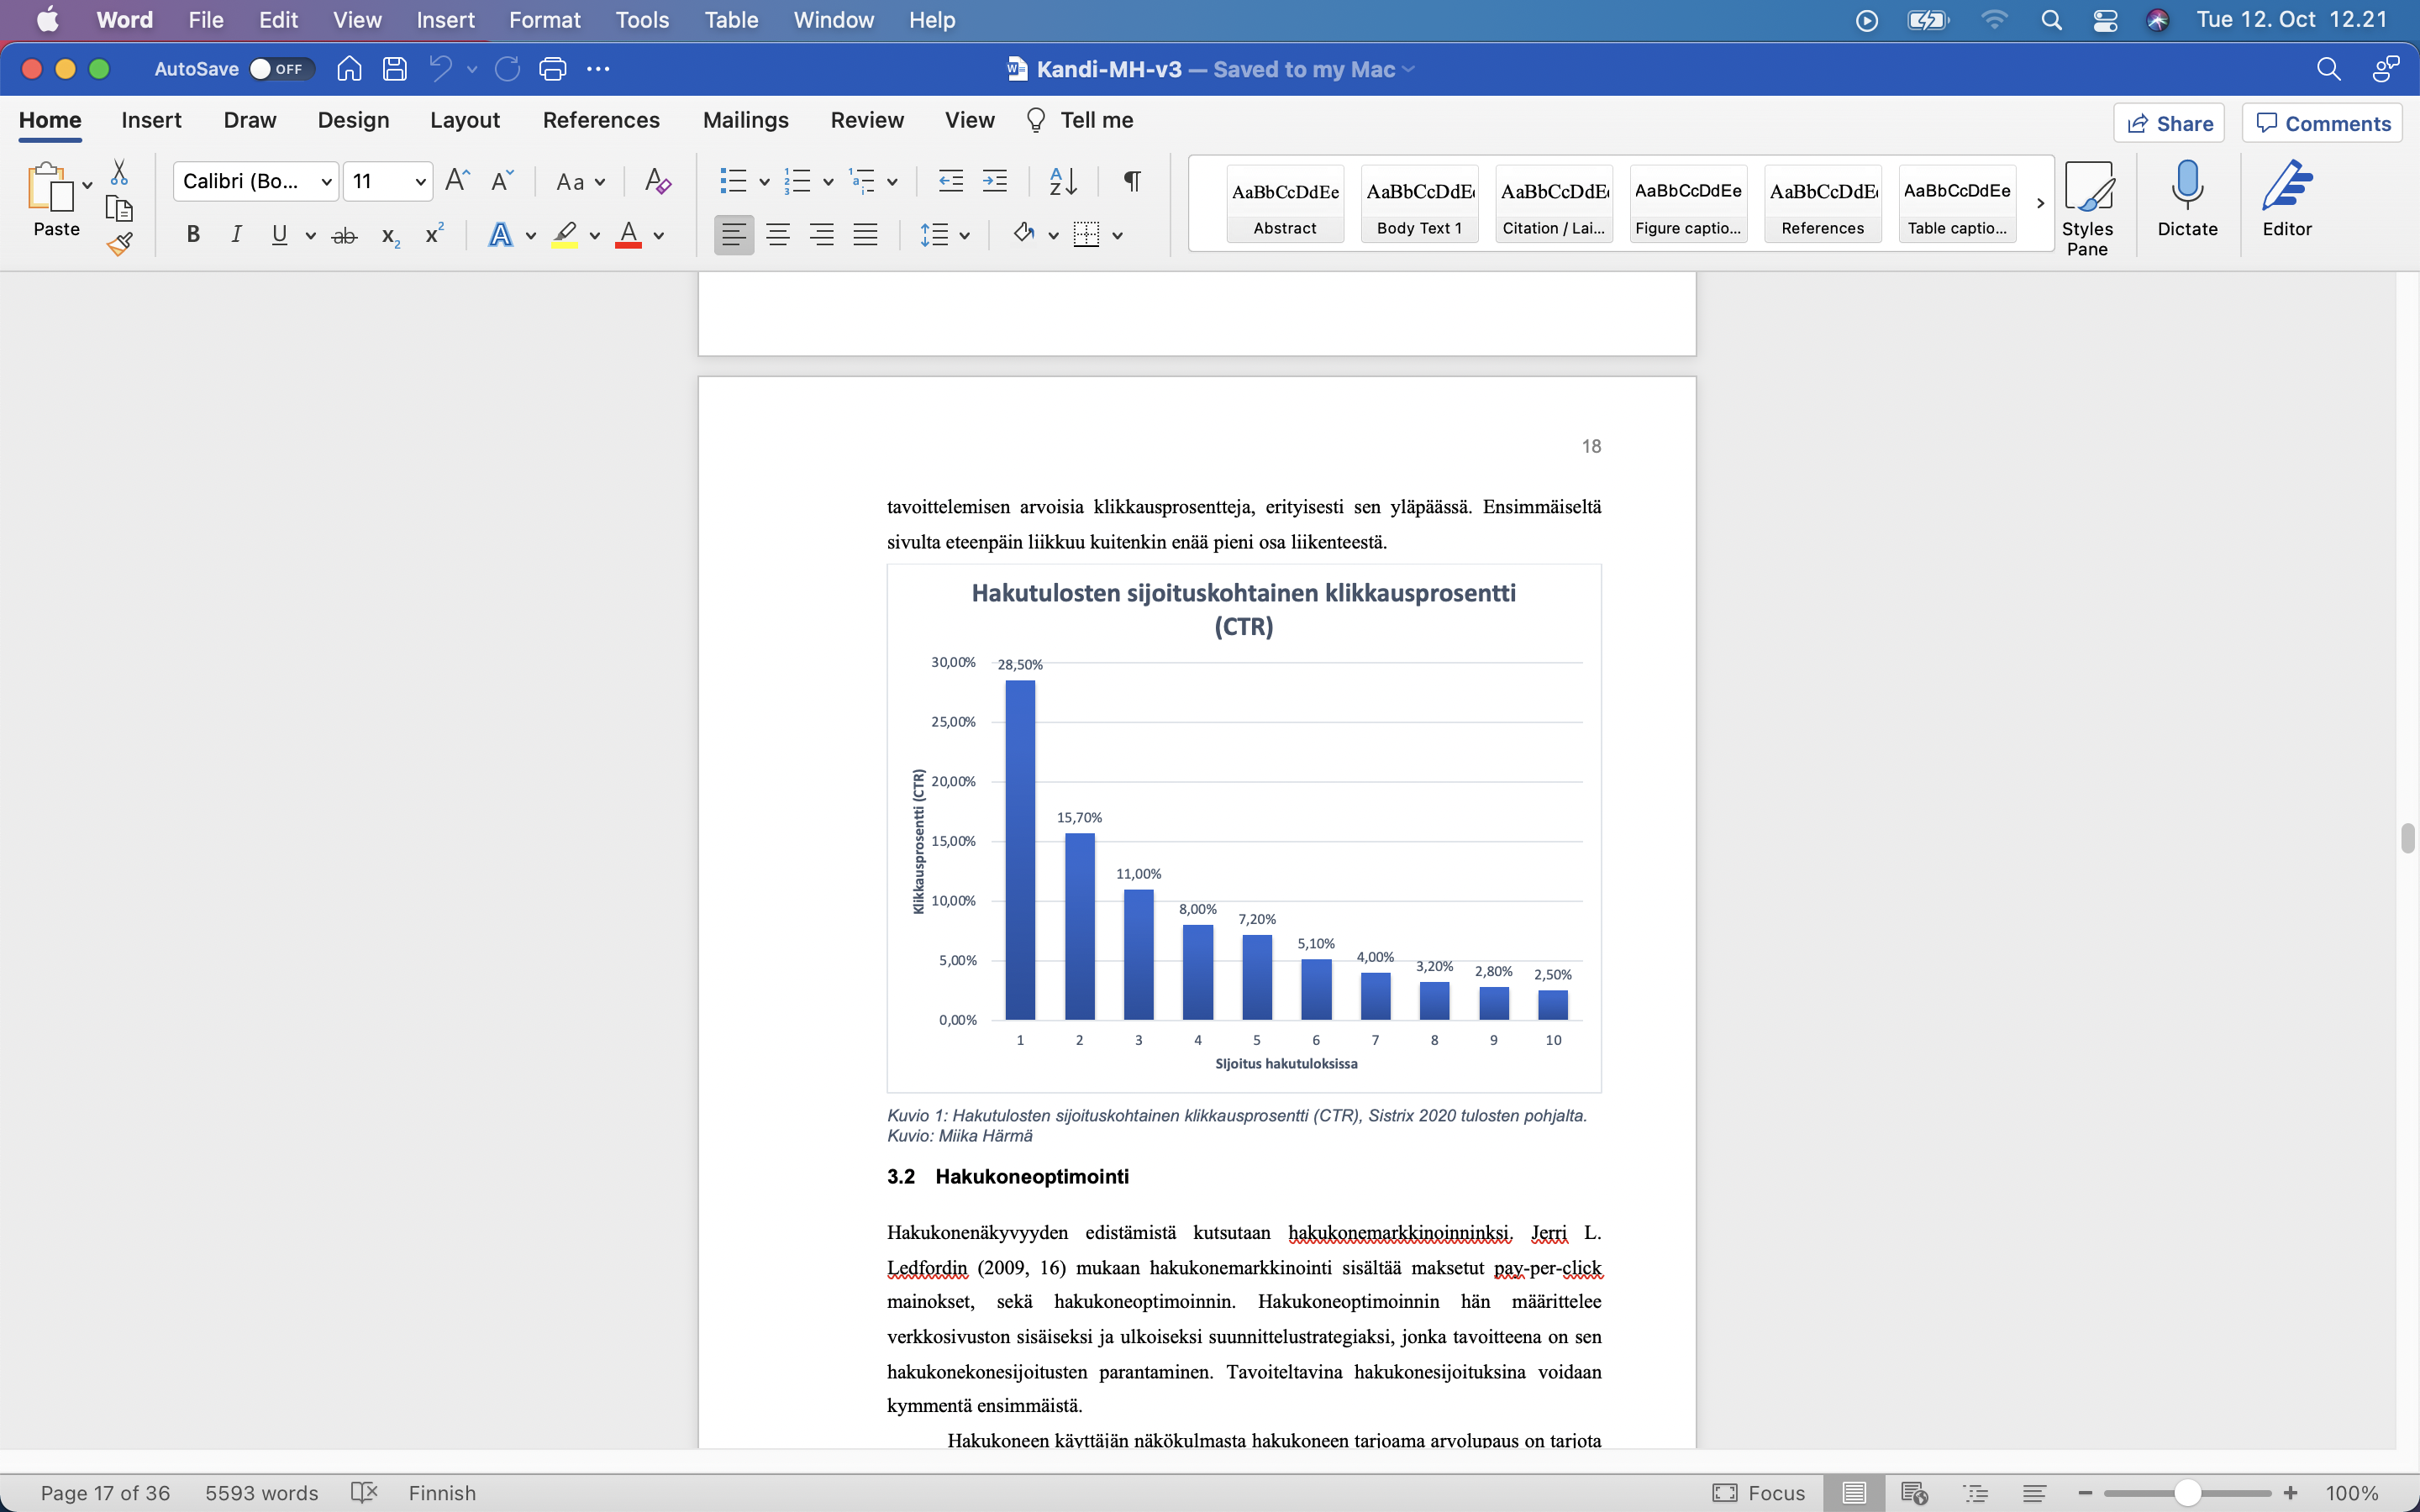 Word File Edit View Insert Format Tools Table Window Help Tue 12. Oct 12.21
AutoSave OFF Kandi-MH-v3 — Saved to my Mac
Home Insert Draw Design Layout References Mailings Review View Tell me Share Comments
Paste Calibri (Bo... 11 Aa
AaBbCcDdEe AaBbCcDdE AaBbCcDdE AaBbCcDdEe AaBbCcDdE AaBbCcDdEe
Abstract Body Text 1 Citation / Lai... Figure captio... References Table captio...
Styles Pane Dictate Editor
18
tavoittelemisen arvoisia klikkausprosentteja, erityisesti sen yläpäässä. Ensimmäiseltä
sivulta eteenpäin liikkuu kuitenkin enää pieni osa liikenteestä.
Hakutulosten sijoituskohtainen klikkausprosentti
(CTR)
Klikkausprosentti (CTR)
30,00%
25,00%
20,00%
15,00%
10,00%
5,00%
0,00%
28,50% 15,70% 11,00% 8,00% 7,20% 5,10% 4,00% 3,20% 2,80% 2,50%
1 2 3 4 5 6 7 8 9 10
SIjoitus hakutuloksissa
Kuvio 1: Hakutulosten sijoituskohtainen klikkausprosentti (CTR), Sistrix 2020 tulosten pohjalta.
Kuvio: Miika Härmä
3.2 Hakukoneoptimointi
Hakukonenäkyvyyden edistämistä kutsutaan hakukonemarkkinoinninksi. Jerri L.
Ledfordin (2009, 16) mukaan hakukonemarkkinointi sisältää maksetut pay-per-click
mainokset, sekä hakukoneoptimoinnin. Hakukoneoptimoinnin hän määrittelee
verkkosivuston sisäiseksi ja ulkoiseksi suunnittelustrategiaksi, jonka tavoitteena on sen
hakukonekonesijoitusten parantaminen. Tavoiteltavina hakukonesijoituksina voidaan
kymmentä ensimmäistä.
Hakukoneen käyttäjän näkökulmasta hakukoneen tarjoama arvolupaus on tarjota
Page 17 of 36 5593 words Finnish Focus 100%